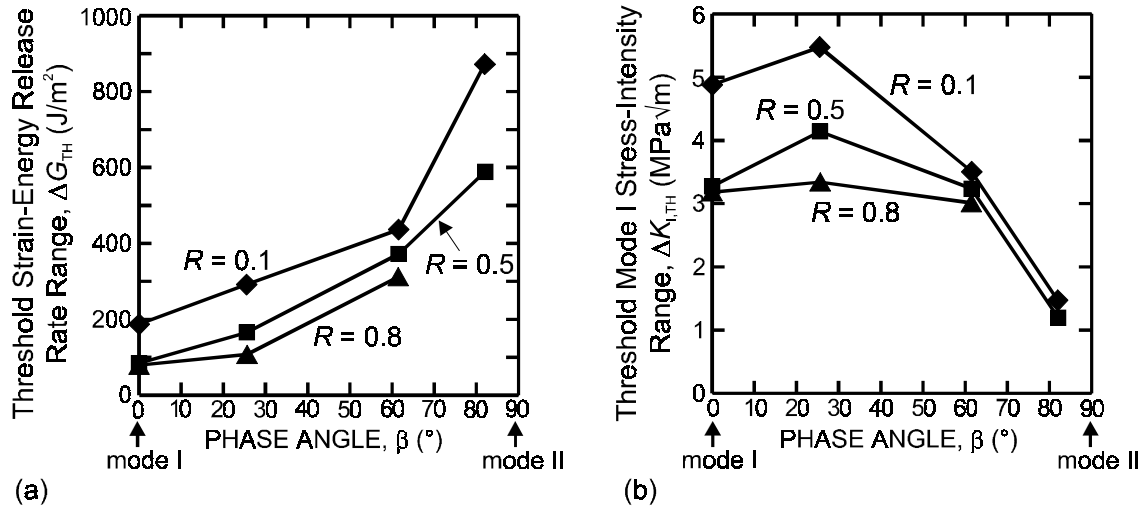 Threshold Strain-Energy Release
Rate Range, ΔG_TH (J/m²)
1000
800
600
400
200
0
R = 0.1
R = 0.5
R = 0.8
0 10 20 30 40 50 60 70 80 90
PHASE ANGLE, β (°)
mode I
mode II
(a)
Threshold Mode I Stress-Intensity
Range, ΔK_I,TH (MPa√m)
6
5
4
3
2
1
0
R = 0.1
R = 0.5
R = 0.8
0 10 20 30 40 50 60 70 80 90
PHASE ANGLE, β (°)
mode I
mode II
(b)